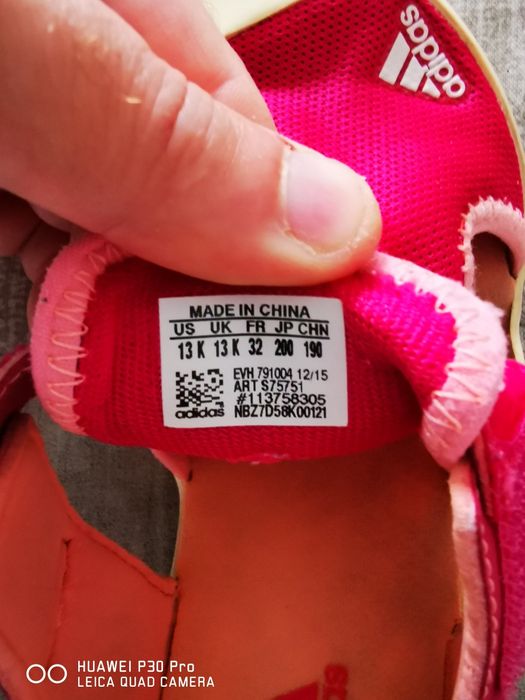 adidas
MADE IN CHINA
US UK FR JP CHN
13 K 13 K 32 200 190
EVH 791004 12/15
ART S75751
#113758305
adidas NBZ7D58K00121
HUAWEI P30 Pro
LEICA QUAD CAMERA